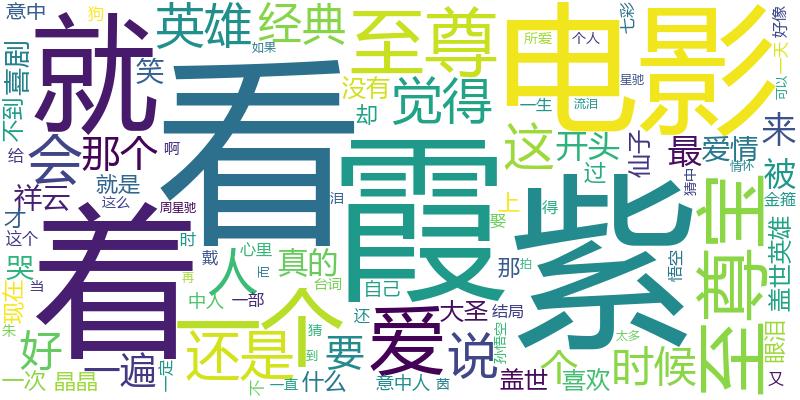 意中
狗
英雄
经典
至尊
电影
七彩
好像
所爱
个人
如果
就
喜剧
不到
笑
看
没有
觉得
却
一生
星驰
流泪
一天
可以
给
会
那个
啊
霞
这
开头
仙子
最
爱情
来
过
被
情怀
猜中
金箍
祥云
就是
这么
泪
周星驰
上
得
娶
紫
至尊宝
盖世英雄
才
这个
着
时
戴
人
心里
而
真的
那
拍
悟空
哭
当
再
中人
一部
台词
自己
大圣
结局
现在
朱
一个
还是
猜
还
到
要
爱
说
孙悟空
个
时候
太多
眼泪
好
一遍
一定
一次
晶晶
不
一直
什么
意中人
茵
盖世
喜欢
又